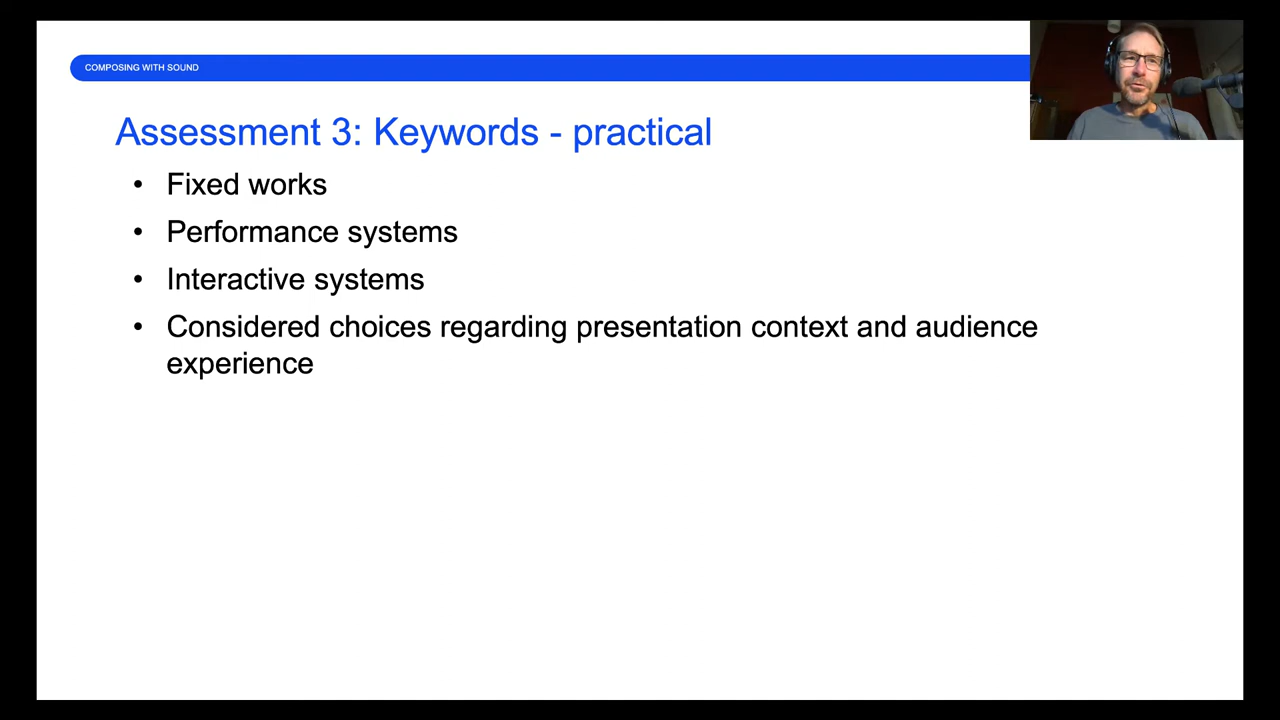 COMPOSING WITH SOUND
Assessment 3: Keywords - practical
• Fixed works
• Performance systems
• Interactive systems
• Considered choices regarding presentation context and audience
experience